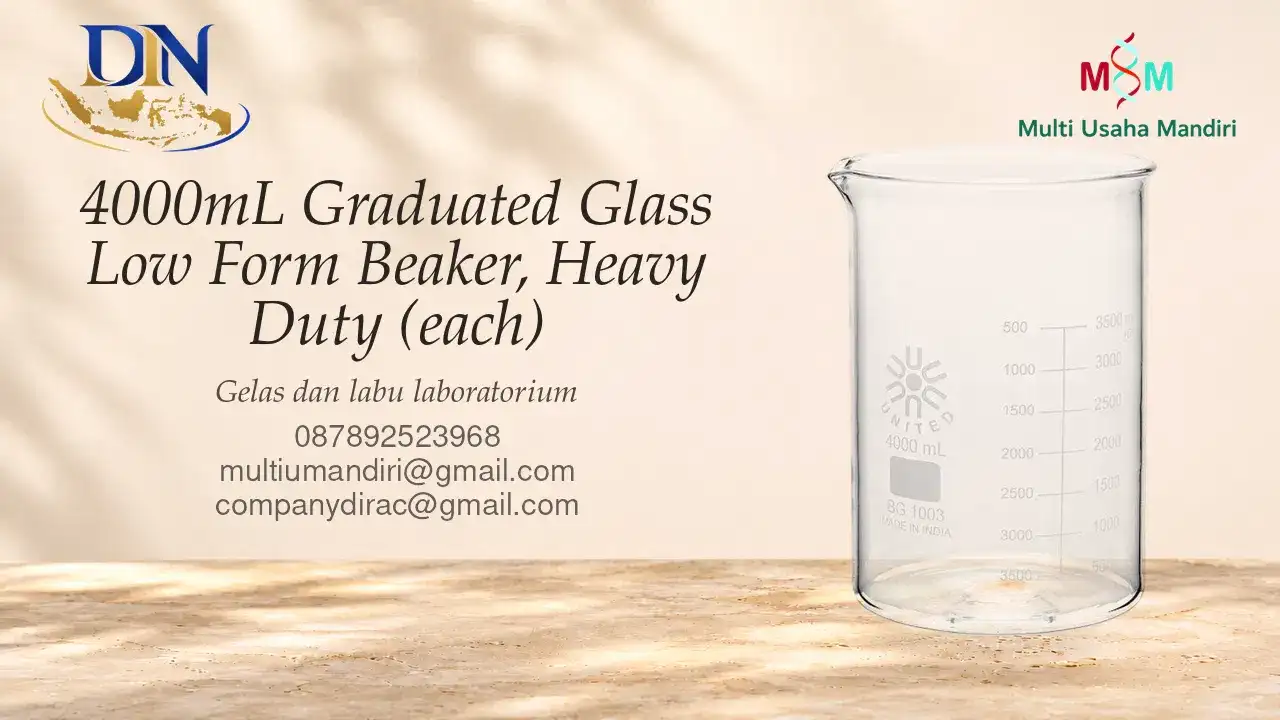 DIN
M M
Multi Usaha Mandiri
4000mL Graduated Glass
Low Form Beaker, Heavy
Duty (each)
Gelas dan labu laboratorium
087892523968
multiumandiri@gmail.com
companydirac@gmail.com
UNITED
4000 mL
BG 1003
MADE IN INDIA
500 3500
1000 3000
1500 2500
2000 2000
2500 1500
3000 1000
3500